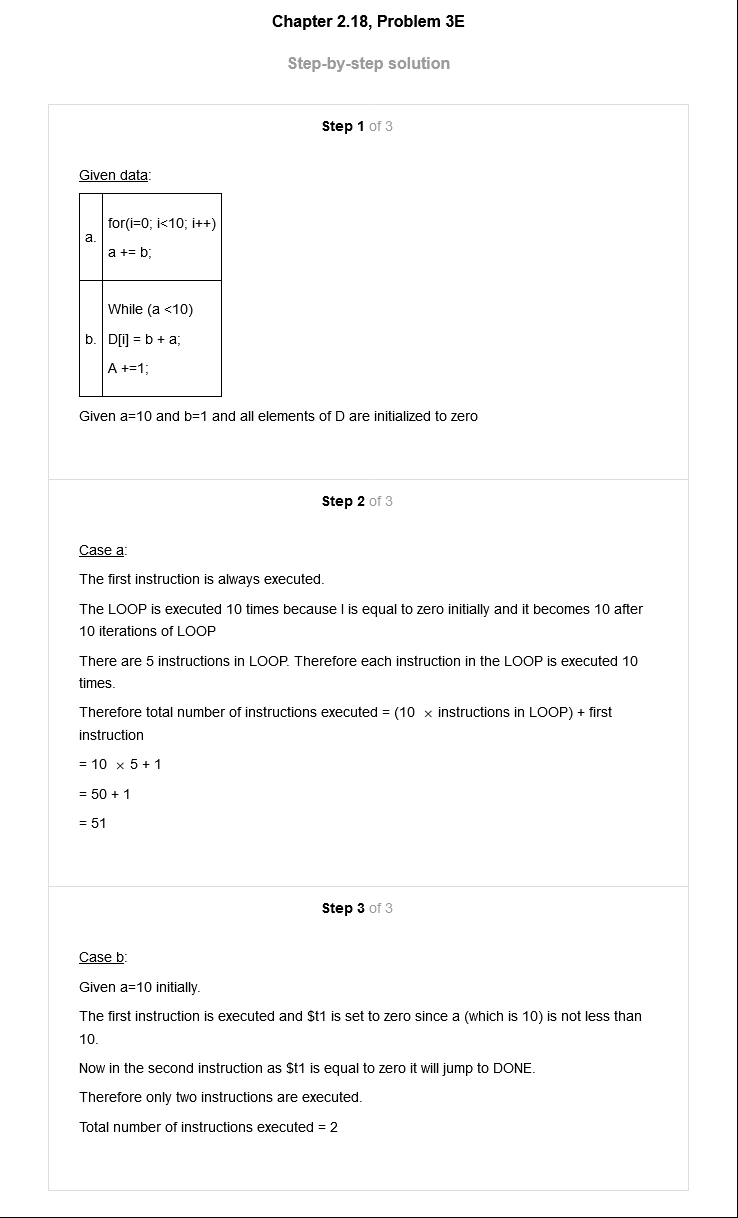 Chapter 2.18, Problem 3E
Step-by-step solution
Step 1 of 3
Given data:
a.
for(i=0; i<10; i++)
a += b;
b.
While (a <10)
D[i] = b + a;
A +=1;
Given a=10 and b=1 and all elements of D are initialized to zero
Step 2 of 3
Case a:
The first instruction is always executed.
The LOOP is executed 10 times because I is equal to zero initially and it becomes 10 after
10 iterations of LOOP
There are 5 instructions in LOOP. Therefore each instruction in the LOOP is executed 10
times.
Therefore total number of instructions executed = (10 × instructions in LOOP) + first
instruction
= 10 × 5 + 1
= 50 + 1
= 51
Step 3 of 3
Case b:
Given a=10 initially.
The first instruction is executed and $t1 is set to zero since a (which is 10) is not less than
10.
Now in the second instruction as $t1 is equal to zero it will jump to DONE.
Therefore only two instructions are executed.
Total number of instructions executed = 2